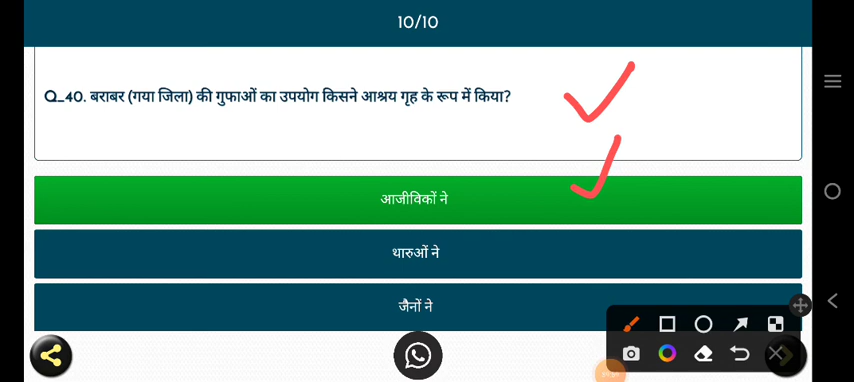 10/10
Q_40. बराबर (गया जिला) की गुफाओं का उपयोग किसने आश्रय गृह के रूप में किया?
आजीविकों ने
थारुओं ने
जैनों ने